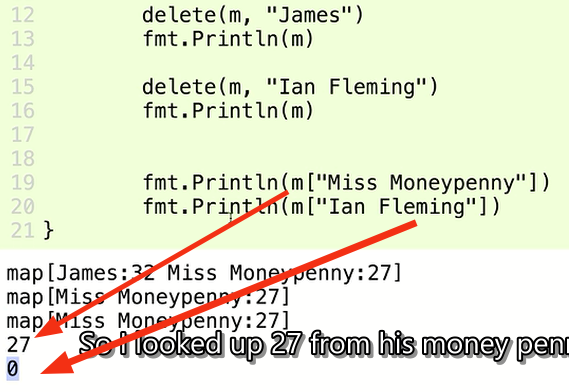 12 delete(m, "James")
13 fmt.Println(m)
14
15 delete(m, "Ian Fleming")
16 fmt.Println(m)
17
18
19 fmt.Println(m["Miss Moneypenny"])
20 fmt.Println(m["Ian Fleming"])
21 }
map[James:32 Miss Moneypenny:27]
map[Miss Moneypenny:27]
map[Miss Moneypenny:27]
27
So I looked up 27 from his money penn
0